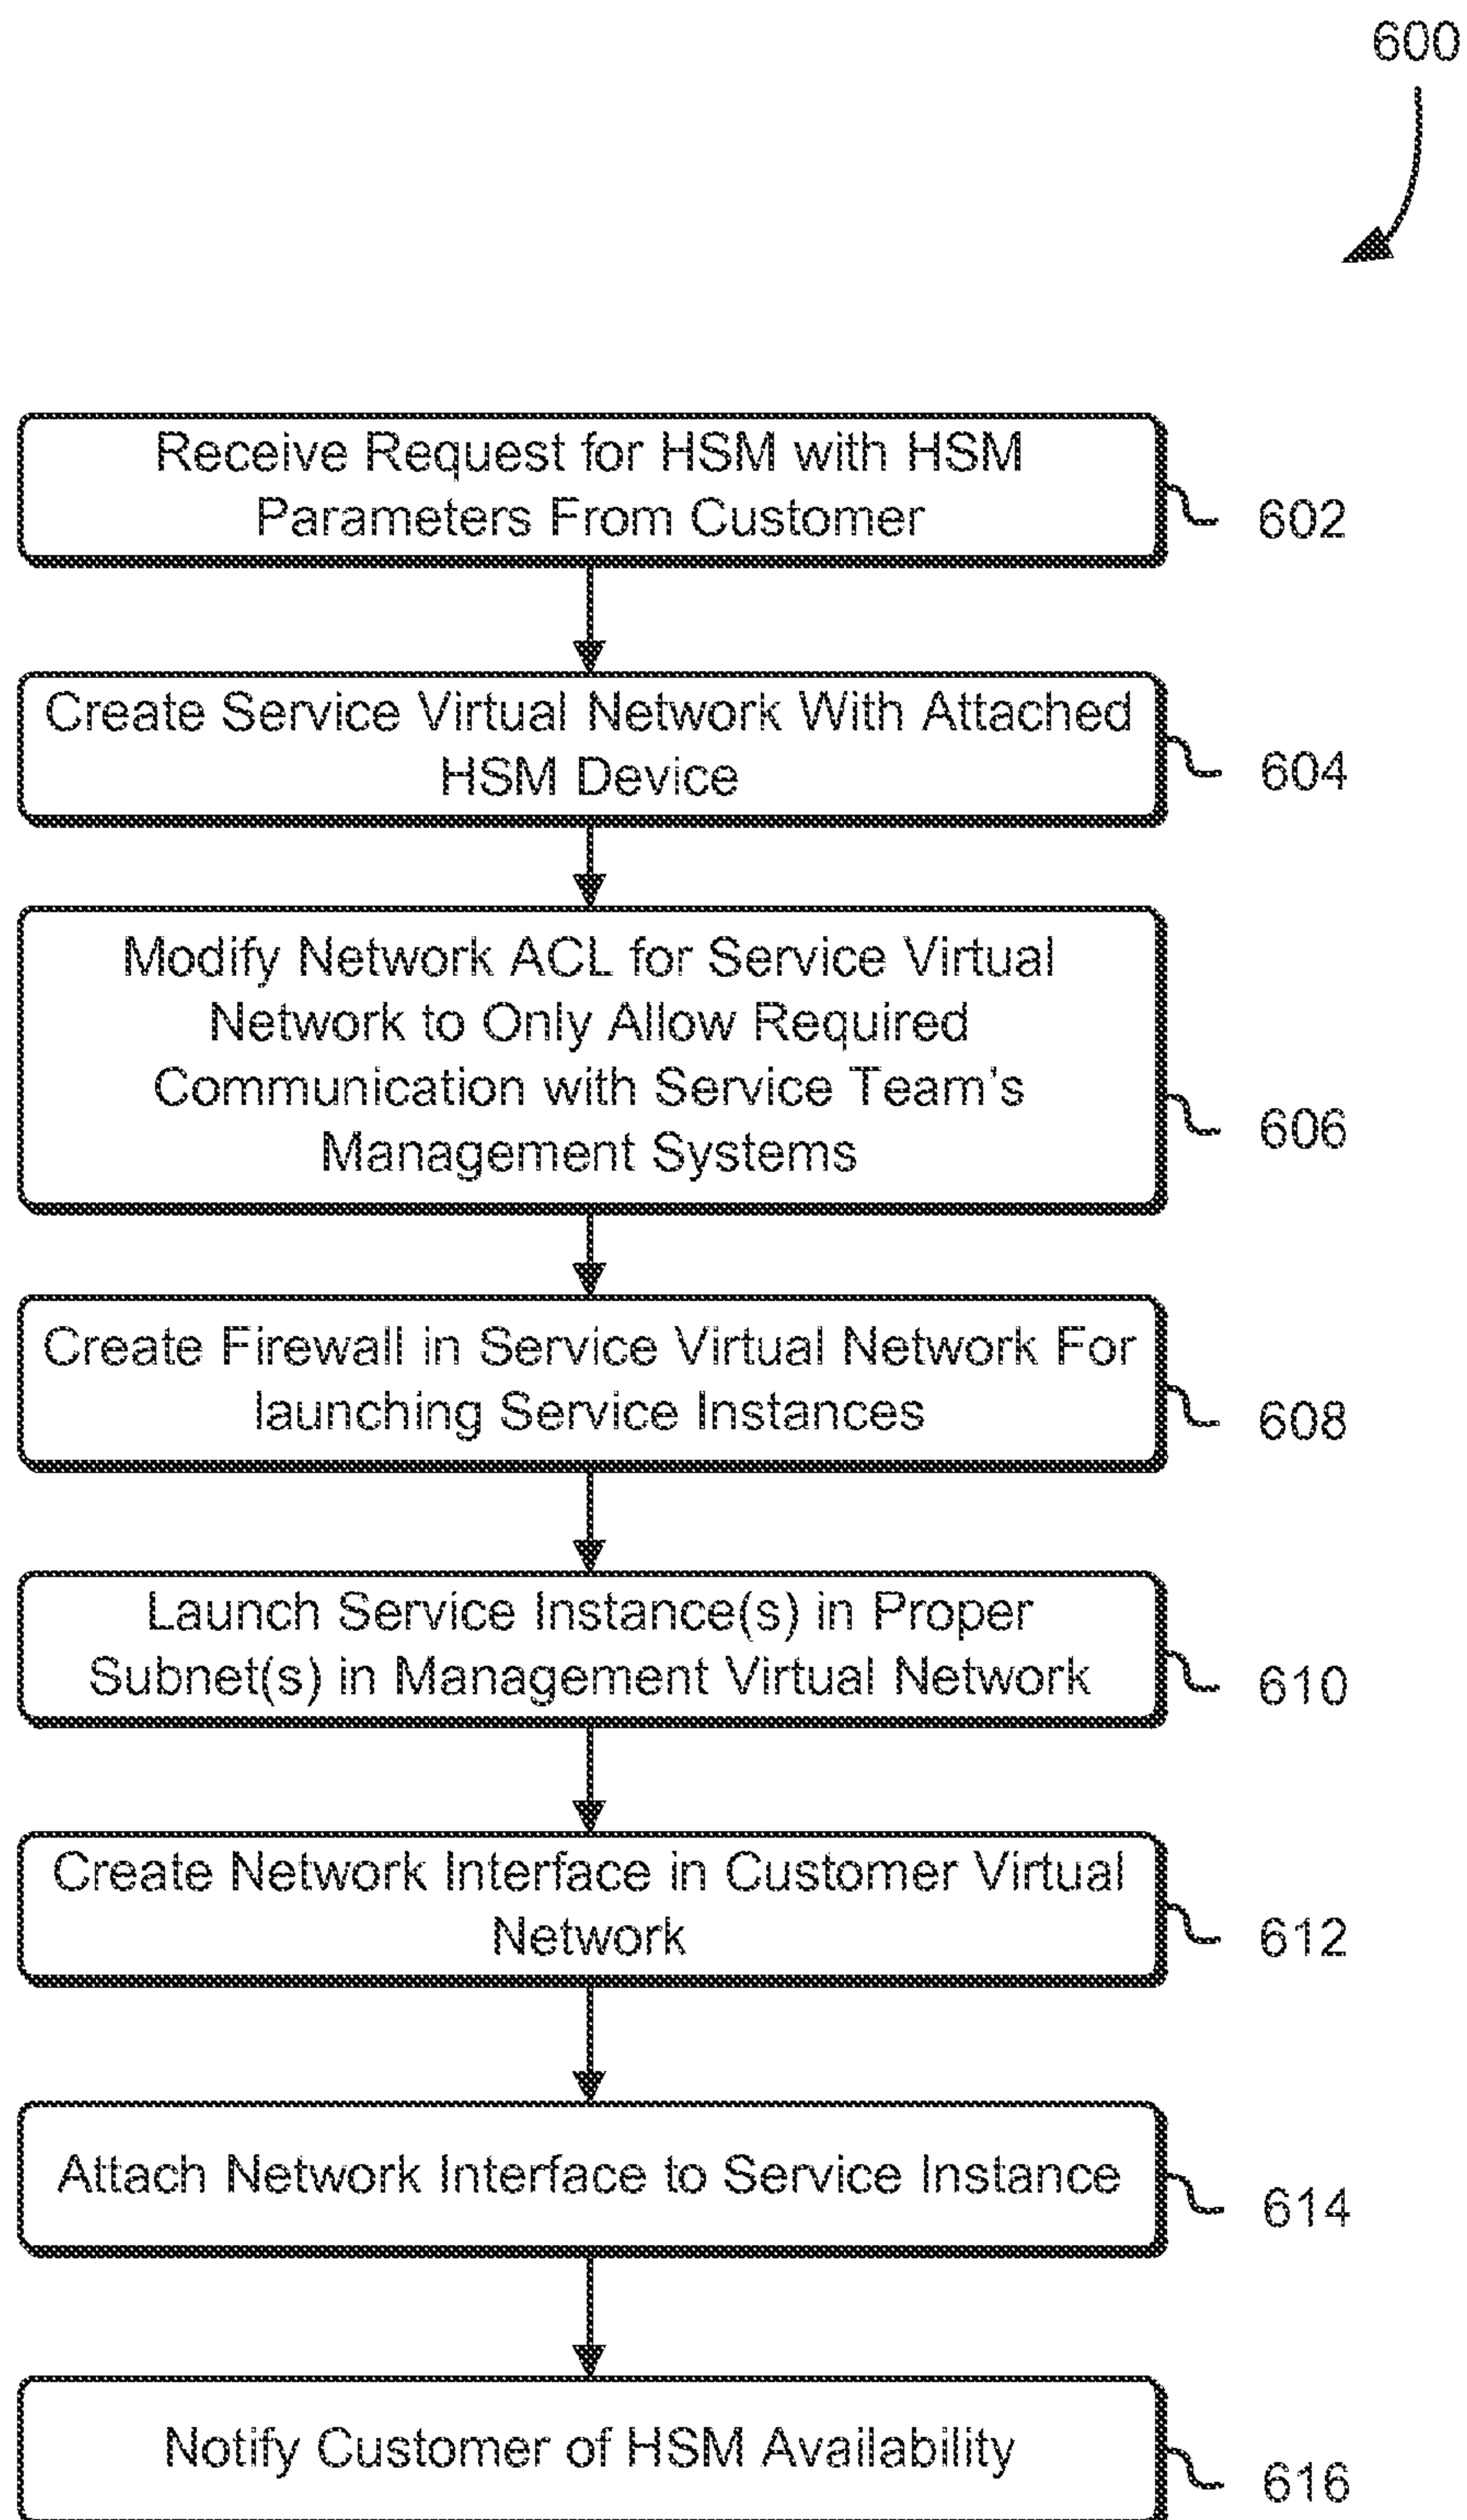 600
Receive Request for HSM with HSM
Parameters From Customer
602
Create Service Virtual Network With Attached
HSM Device
604
Modify Network ACL for Service Virtual
Network to Only Allow Required
Communication with Service Team's
Management Systems
606
Create Firewall in Service Virtual Network For
launching Service Instances
608
Launch Service Instance(s) in Proper
Subnet(s) in Management Virtual Network
610
Create Network Interface in Customer Virtual
Network
612
Attach Network Interface to Service Instance
614
Notify Customer of HSM Availability
616